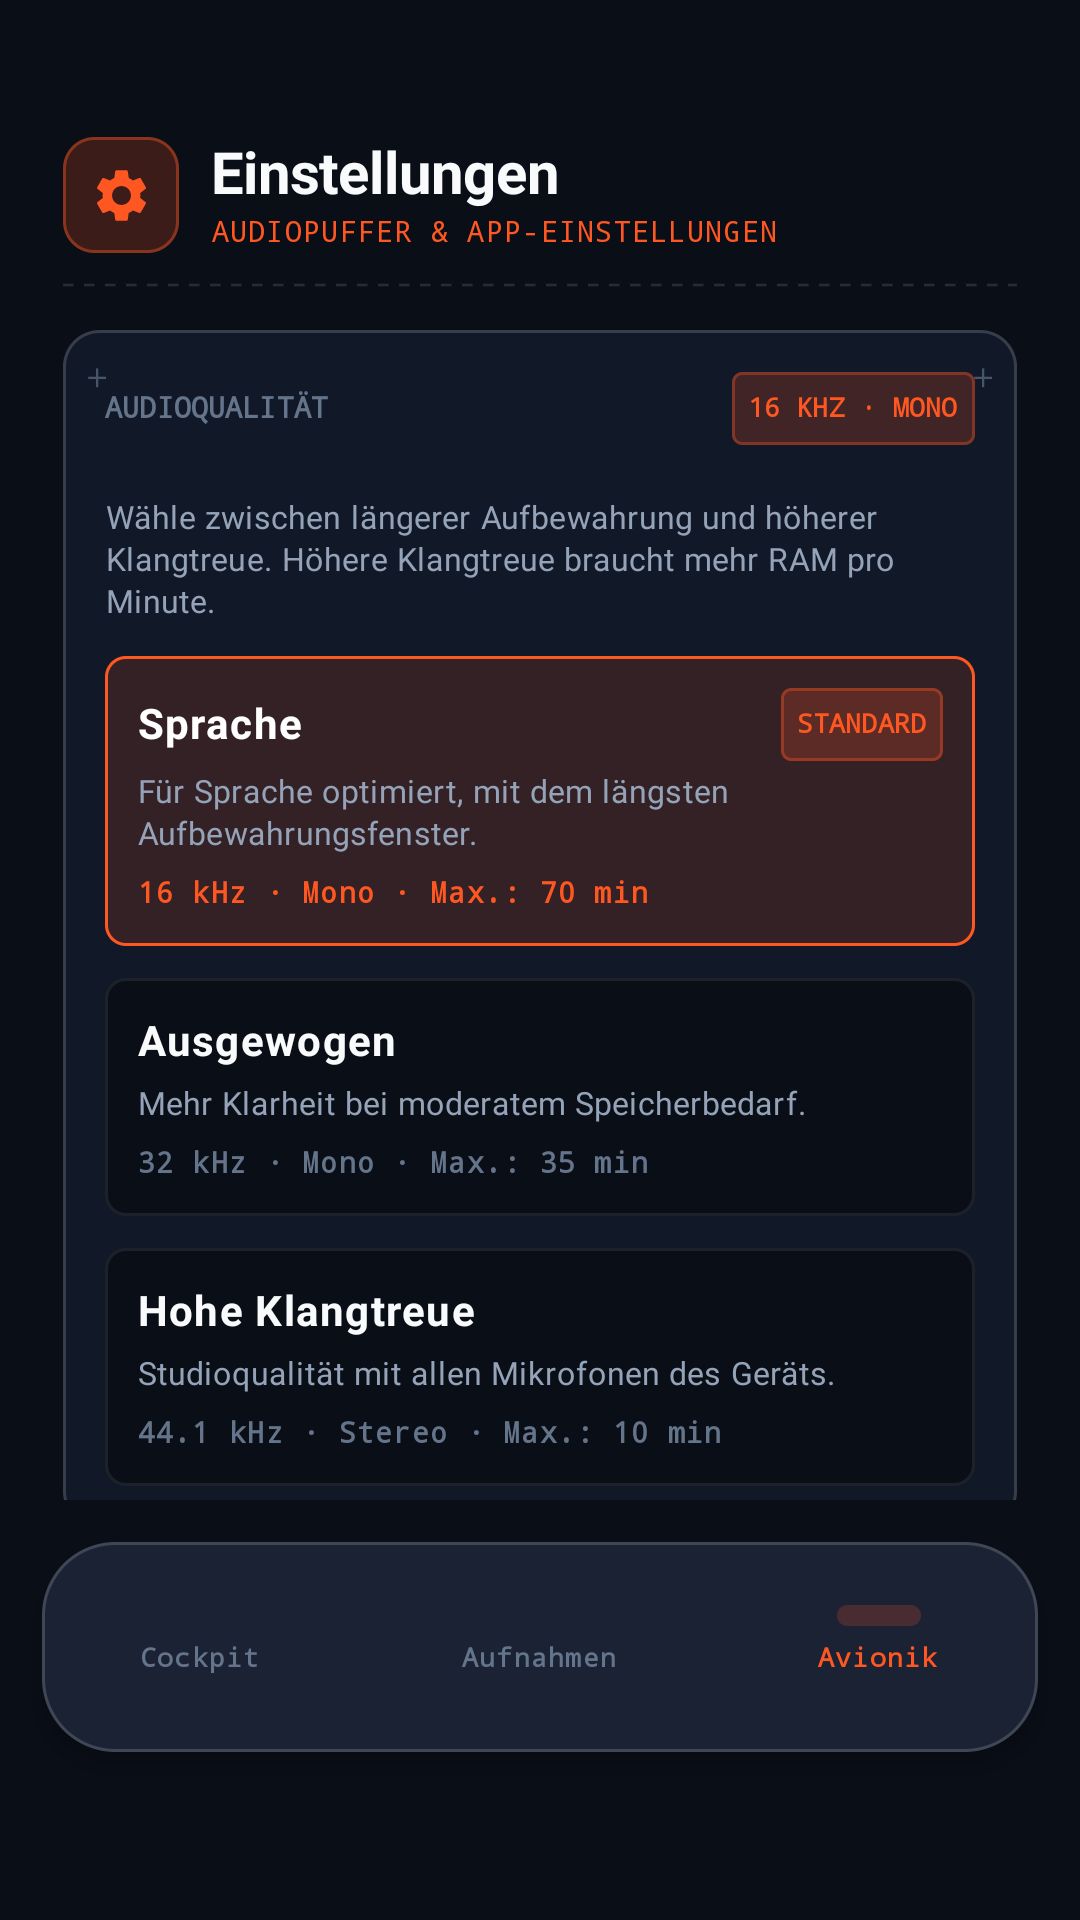 Einstellungen
AUDIOPUFFER & APP-EINSTELLUNGEN
AUDIOQUALITÄT
16 KHZ · MONO
Wähle zwischen längerer Aufbewahrung und höherer
Klangtreue. Höhere Klangtreue braucht mehr RAM pro
Minute.
Sprache
STANDARD
Für Sprache optimiert, mit dem längsten
Aufbewahrungsfenster.
16 kHz · Mono · Max.: 70 min
Ausgewogen
Mehr Klarheit bei moderatem Speicherbedarf.
32 kHz · Mono · Max.: 35 min
Hohe Klangtreue
Studioqualität mit allen Mikrofonen des Geräts.
44.1 kHz · Stereo · Max.: 10 min
Cockpit
Aufnahmen
Avionik